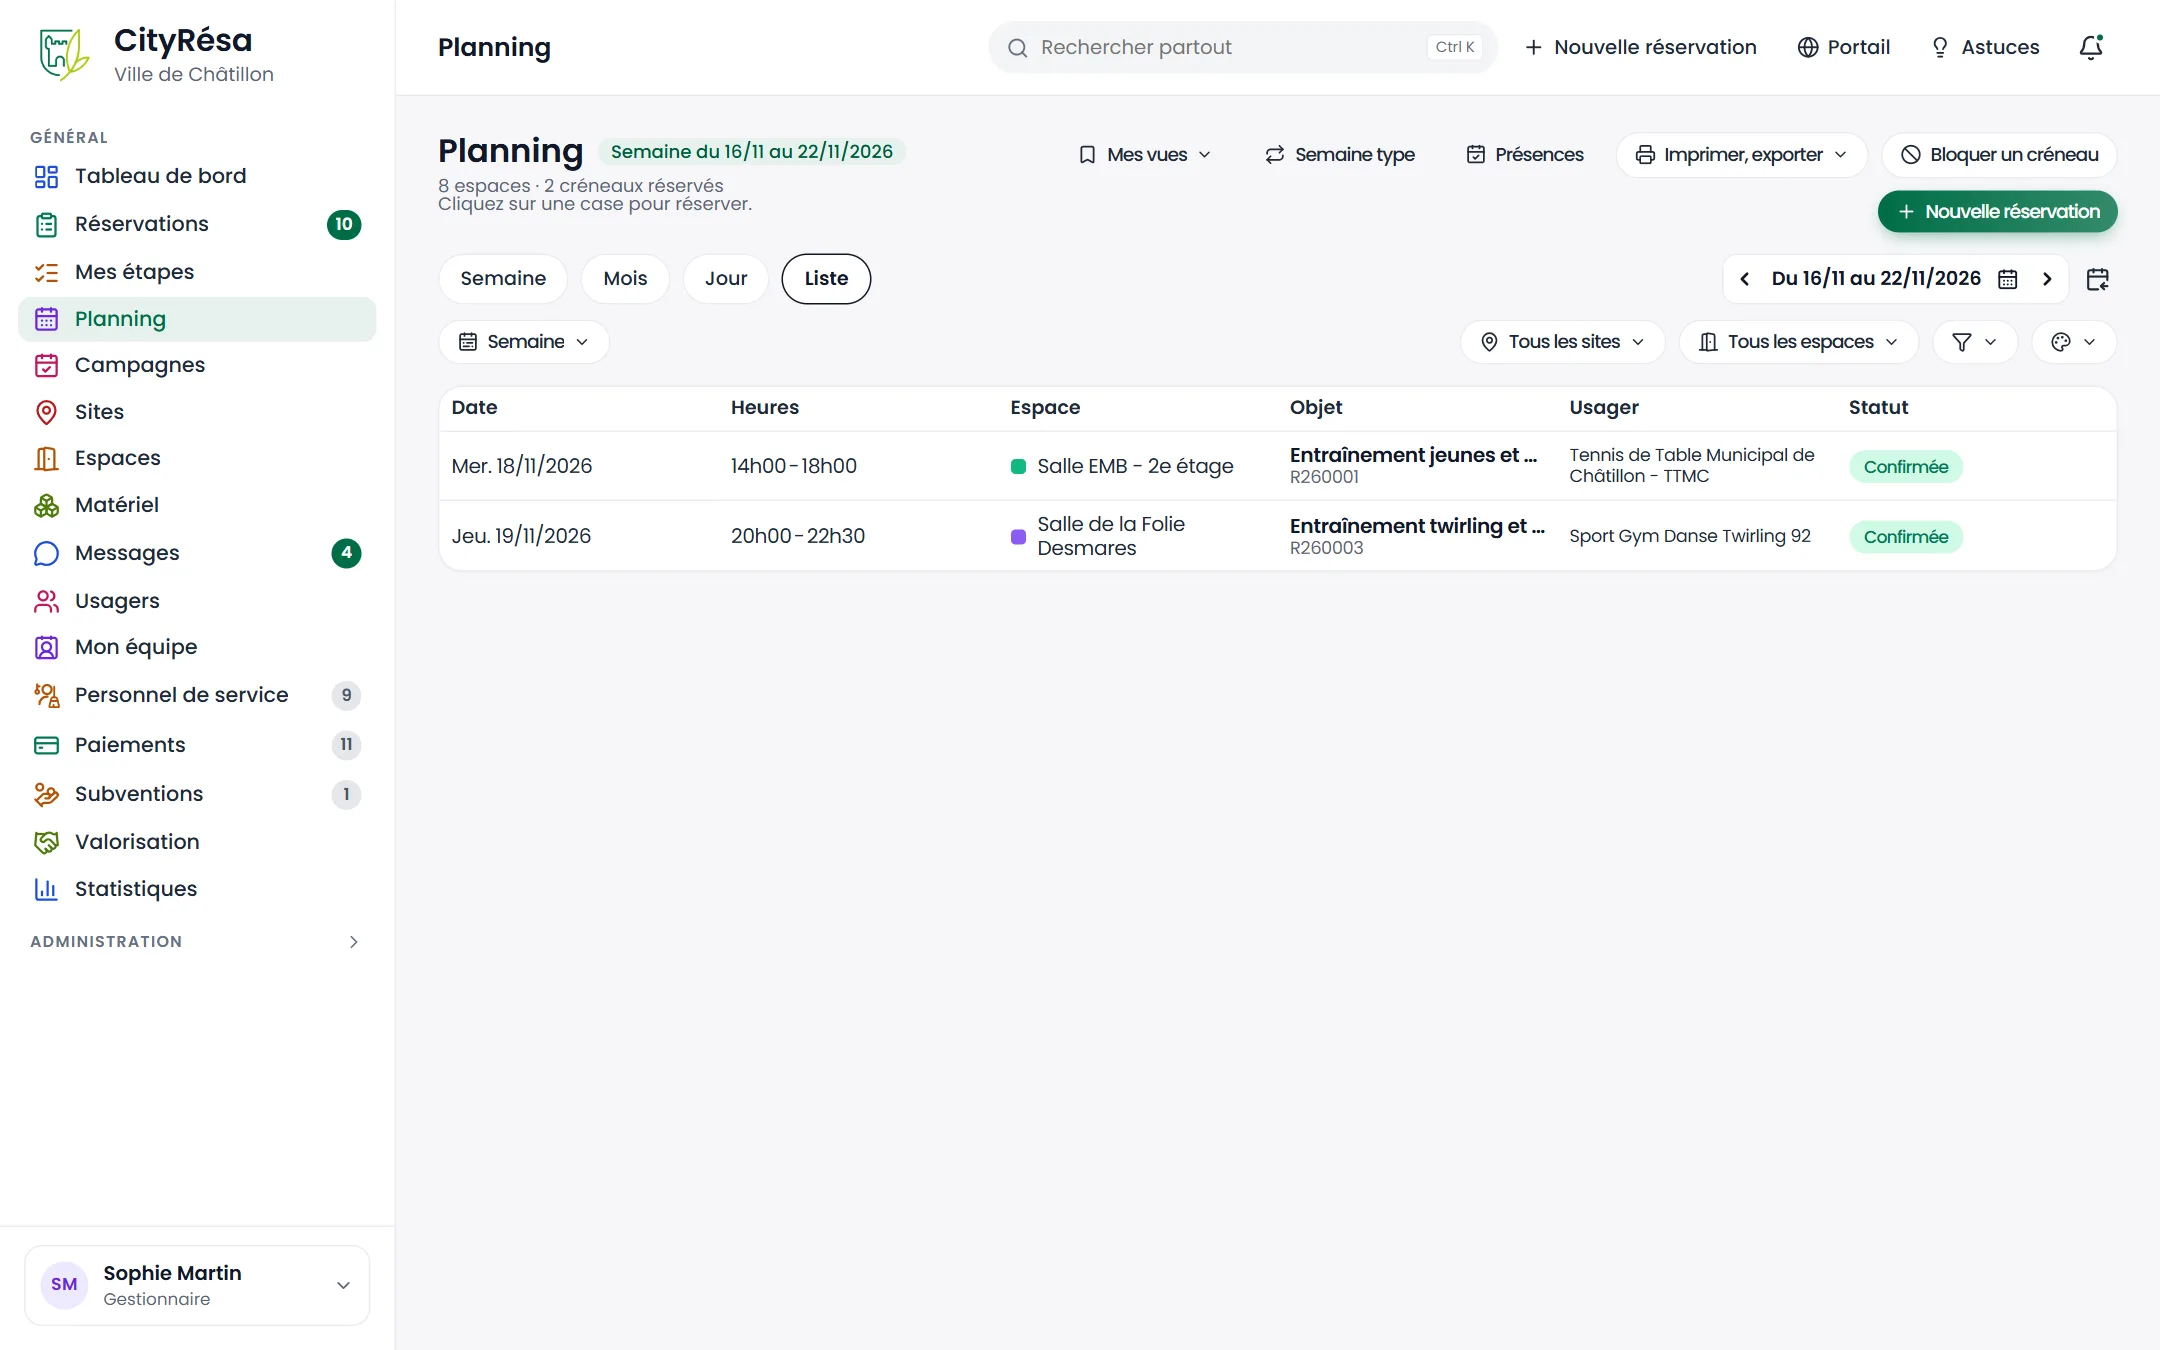 CityRésa
Ville de Châtillon
GÉNÉRAL
Tableau de bord
Réservations 10
Mes étapes
Planning
Campagnes
Sites
Espaces
Matériel
Messages 4
Usagers
Mon équipe
Personnel de service 9
Paiements 11
Subventions 1
Valorisation
Statistiques
ADMINISTRATION
SM
Sophie Martin
Gestionnaire
Planning
Rechercher partout Ctrl K
Nouvelle réservation
Portail
Astuces
Planning Semaine du 16/11 au 22/11/2026
8 espaces · 2 créneaux réservés
Cliquez sur une case pour réserver.
Mes vues
Semaine type
Présences
Imprimer, exporter
Bloquer un créneau
Nouvelle réservation
Semaine Mois Jour Liste
Du 16/11 au 22/11/2026
Semaine
Tous les sites
Tous les espaces
Date Heures Espace Objet Usager Statut
Mer. 18/11/2026
14h00 – 18h00
Salle EMB - 2e étage
Entraînement jeunes et ...
R260001
Tennis de Table Municipal de
Châtillon - TTMC
Confirmée
Jeu. 19/11/2026
20h00 – 22h30
Salle de la Folie
Desmares
Entraînement twirling et ...
R260003
Sport Gym Danse Twirling 92
Confirmée